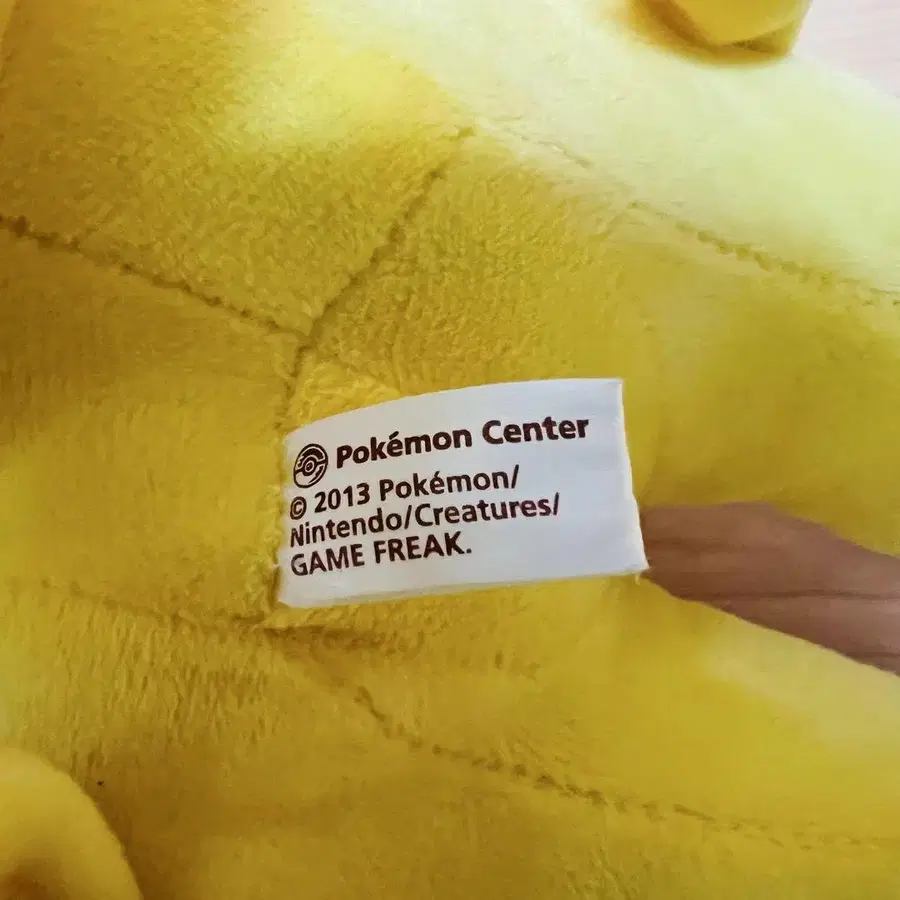 Pokémon Center
© 2013 Pokémon/
Nintendo/Creatures/
GAME FREAK.